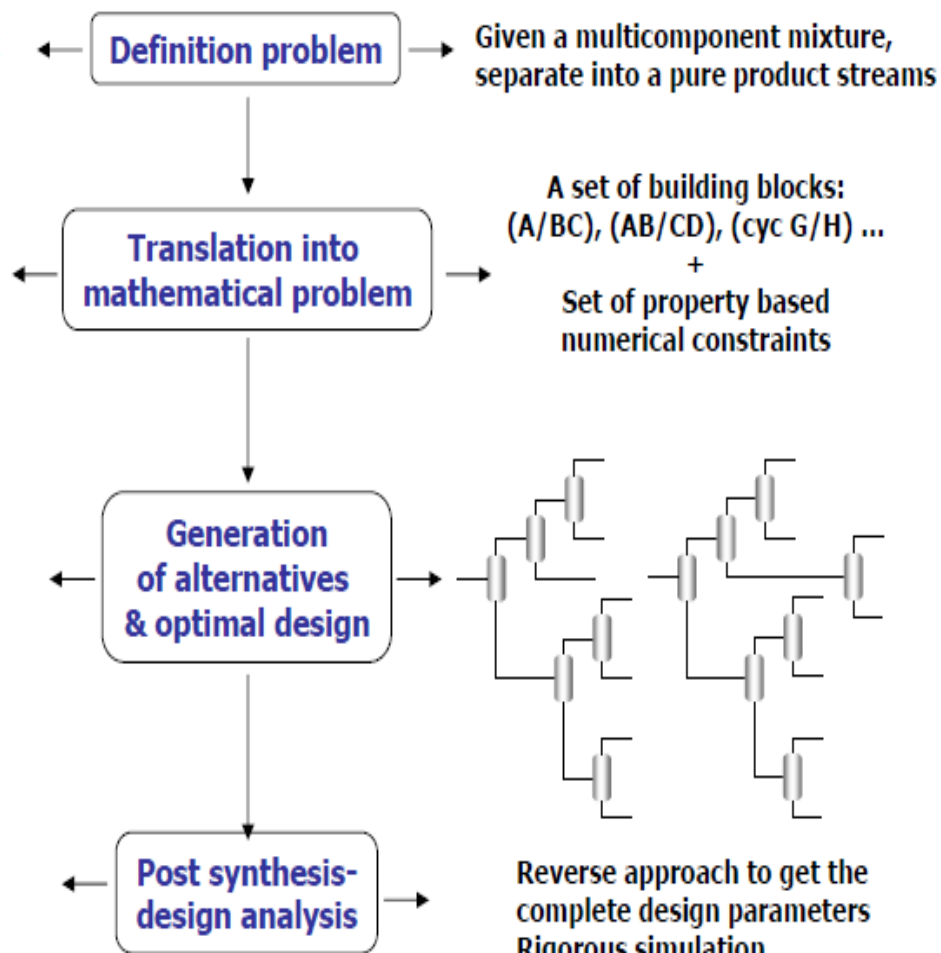 Definition problem
Given a multicomponent mixture,
separate into a pure product streams
Translation into
mathematical problem
A set of building blocks:
(A/BC), (AB/CD), (cyc G/H) ...
+
Set of property based
numerical constraints
Generation
of alternatives
& optimal design
Post synthesis-
design analysis
Reverse approach to get the
complete design parameters
Rigorous simulation